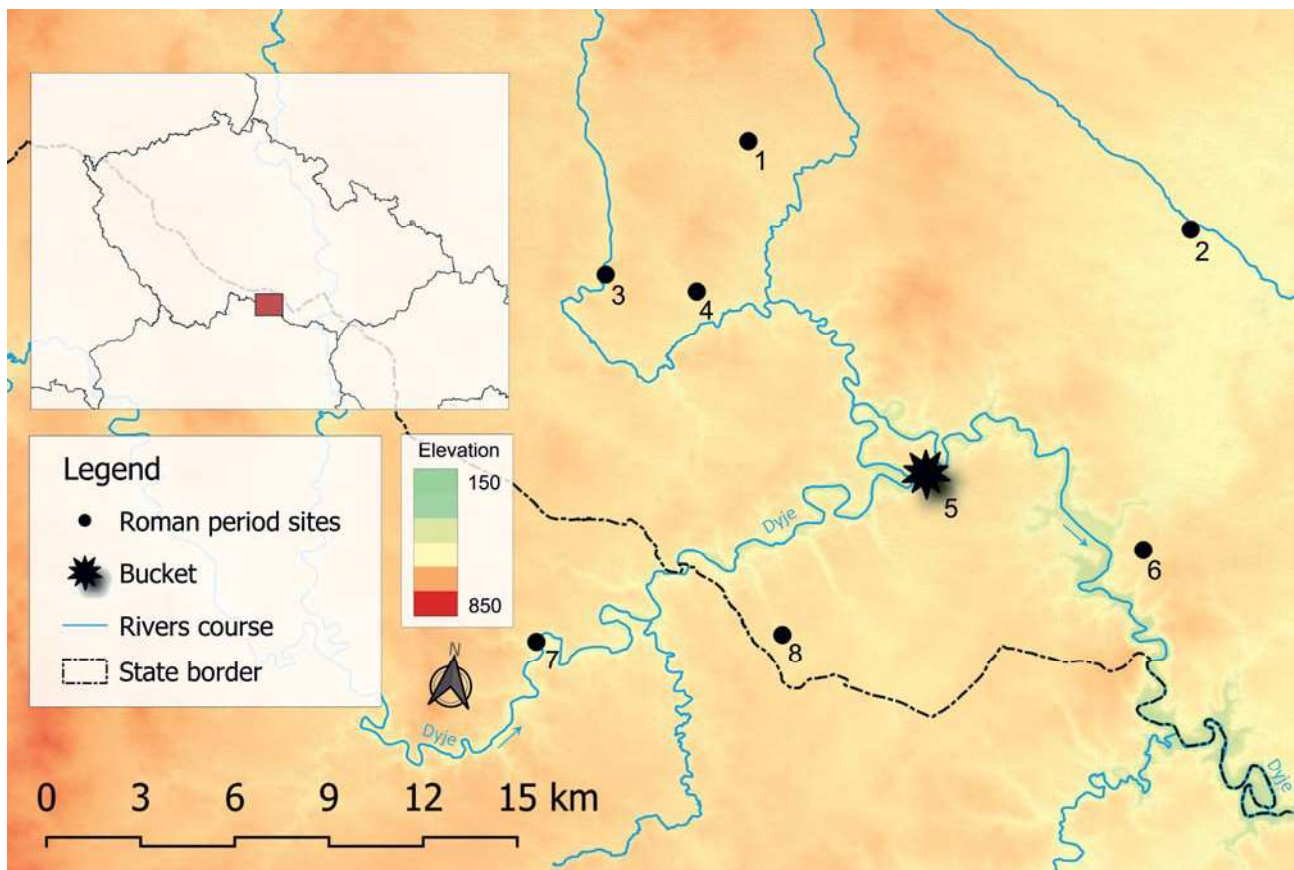 1
2
3
4
5
6
7
8
Dyje
Dyje
Dyje
Legend
Roman period sites
Bucket
Rivers course
State border
Elevation
150
850
N
0 3 6 9 12 15 km